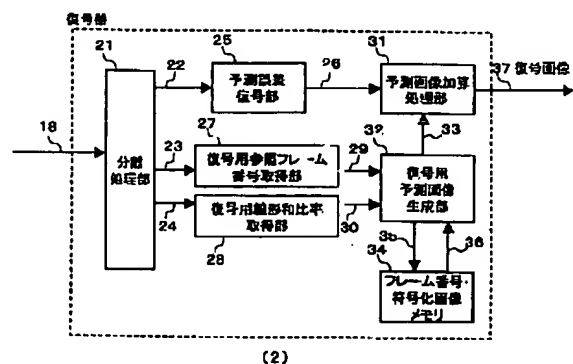 復号器
21
分離
処理部
18
22
23
24
25
予測誤差
復号部
26
27
復号用参照フレーム
番号取得部
29
復号用線形和比率
取得部
28
30
31
予測画像加算
処理部
37 復号画像
33
32
復号用
予測画像
生成部
35
36
34
フレーム番号・
符号化画像
メモリ
(2)